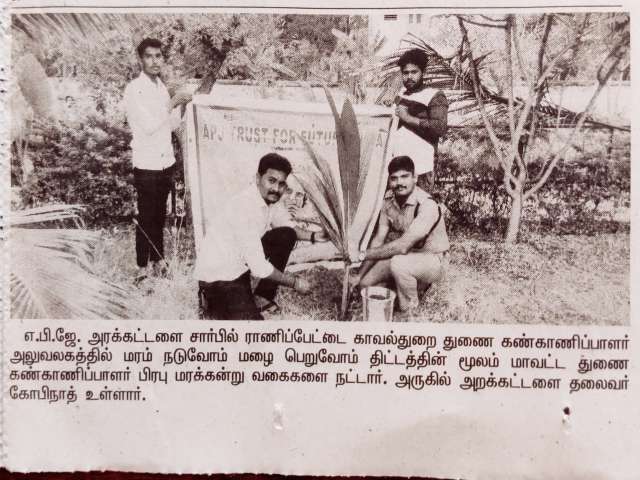 APJ TRUST FOR FUTURE
எ.பி.ஜே. அரக்கட்டளை சார்பில் ராணிப்பேட்டை காவல்துறை துணை கண்காணிப்பாளர்
அலுவலகத்தில் மரம் நடுவோம் மழை பெறுவோம் திட்டத்தின் மூலம் மாவட்ட துணை
கண்காணிப்பாளர் பிரபு மரக்கன்று வகைகளை நட்டார். அருகில் அறக்கட்டளை தலைவர்
கோபிநாத் உள்ளார்.